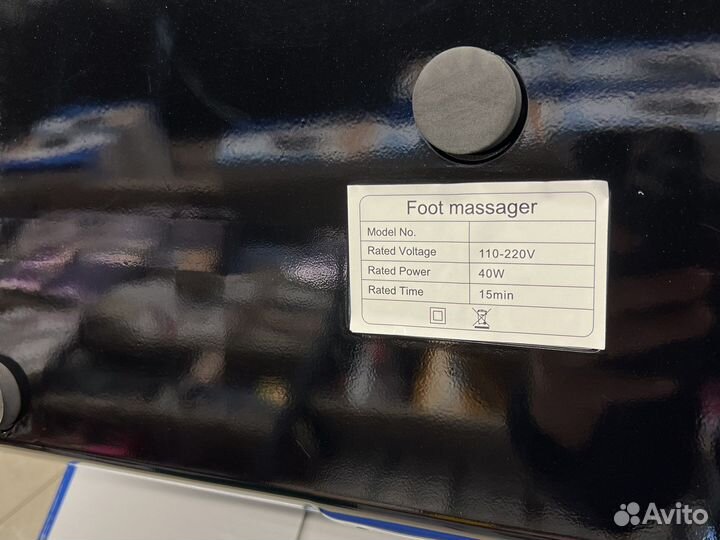 Foot massager
Model No.
Rated Voltage 110-220V
Rated Power 40W
Rated Time 15min
Avito